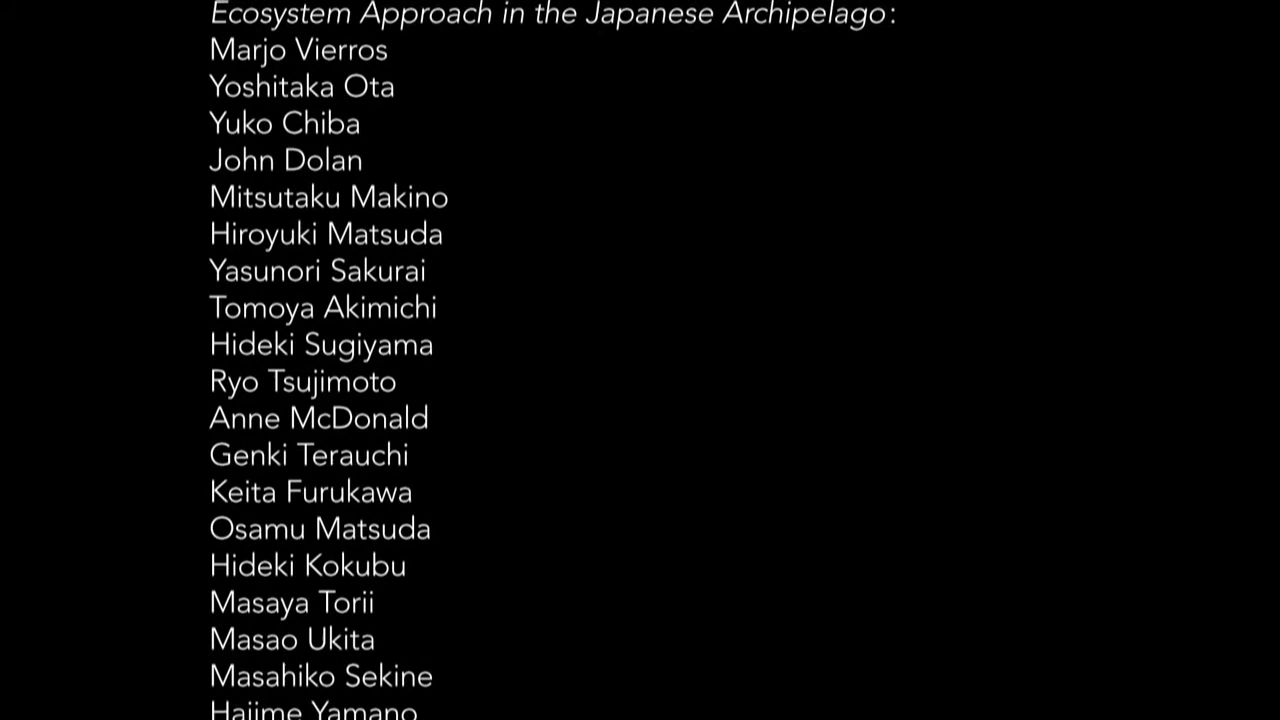 Ecosystem Approach in the Japanese Archipelago:
Marjo Vierros
Yoshitaka Ota
Yuko Chiba
John Dolan
Mitsutaku Makino
Hiroyuki Matsuda
Yasunori Sakurai
Tomoya Akimichi
Hideki Sugiyama
Ryo Tsujimoto
Anne McDonald
Genki Terauchi
Keita Furukawa
Osamu Matsuda
Hideki Kokubu
Masaya Torii
Masao Ukita
Masahiko Sekine
Hajime Yamano